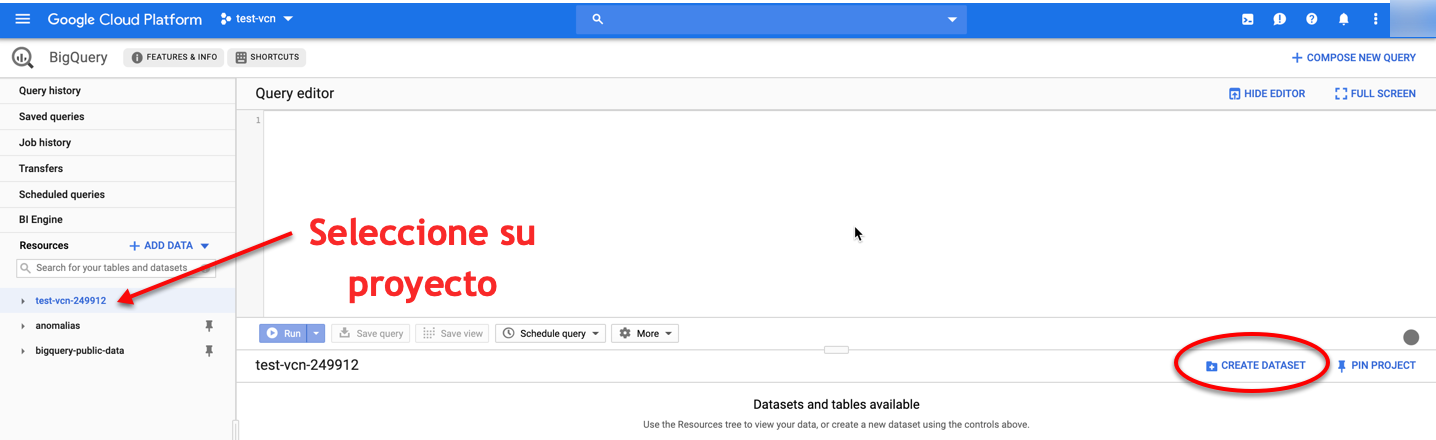 Google Cloud Platform test-vcn
BigQuery FEATURES & INFO SHORTCUTS + COMPOSE NEW QUERY
Query history
Saved queries
Job history
Transfers
Scheduled queries
BI Engine
Resources + ADD DATA
Search for your tables and datasets
test-vcn-249912
anomalias
bigquery-public-data
Query editor HIDE EDITOR FULL SCREEN
1
Seleccione su
proyecto
Run Save query Save view Schedule query More
test-vcn-249912 CREATE DATASET PIN PROJECT
Datasets and tables available
Use the Resources tree to view your data, or create a new dataset using the controls above.